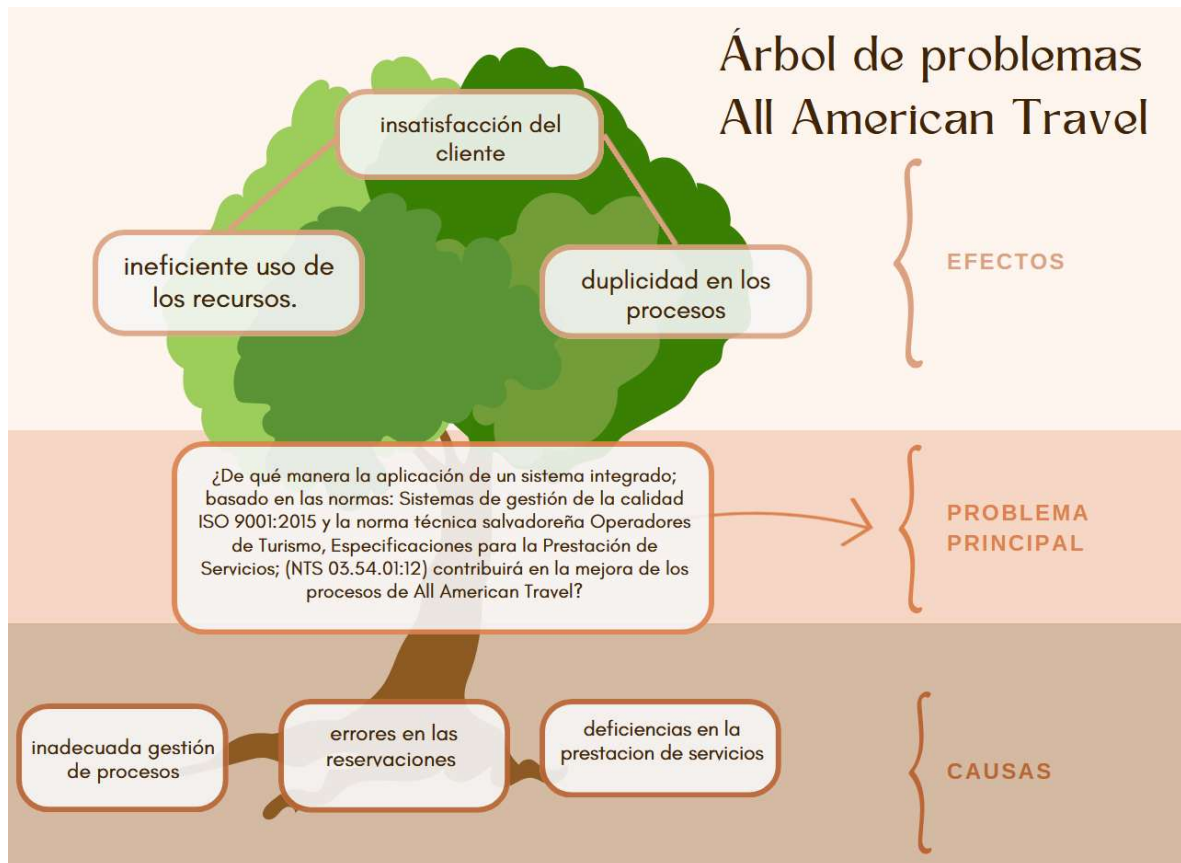 Árbol de problemas
All American Travel
insatisfacción del
cliente
ineficiente uso de
los recursos.
duplicidad en los
procesos
EFECTOS
¿De qué manera la aplicación de un sistema integrado;
basado en las normas: Sistemas de gestión de la calidad
ISO 9001:2015 y la norma técnica salvadoreña Operadores
de Turismo, Especificaciones para la Prestación de
Servicios; (NTS 03.54.01:12) contribuirá en la mejora de los
procesos de All American Travel?
PROBLEMA
PRINCIPAL
inadecuada gestión
de procesos
errores en las
reservaciones
deficiencias en la
prestacion de servicios
CAUSAS